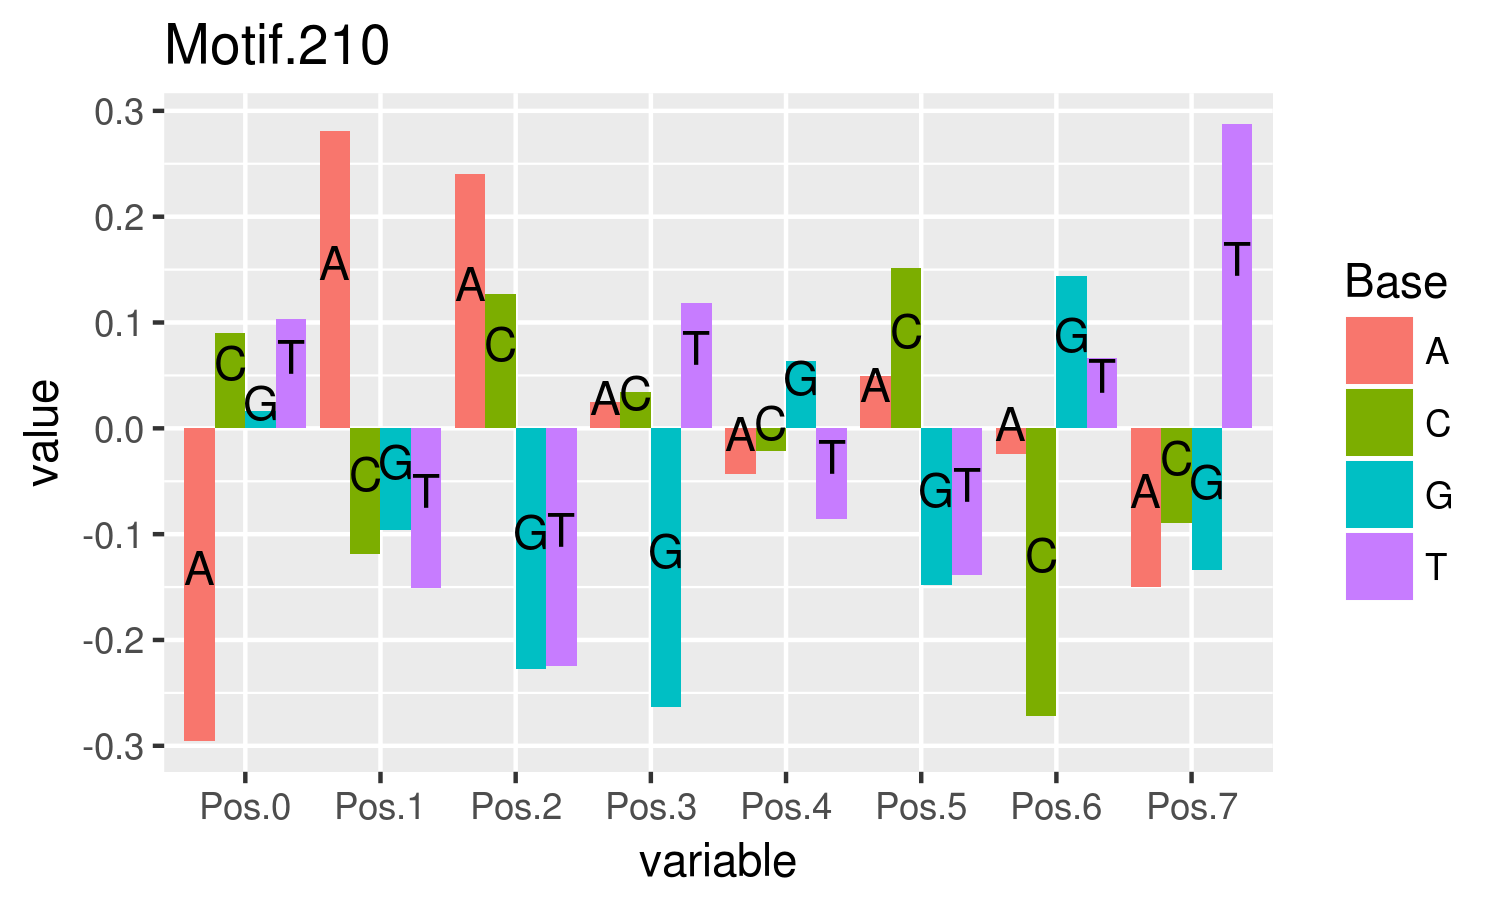 Motif.210
0.3
0.2
0.1
0.0
-0.1
-0.2
-0.3
value
A C G T
A C G T
A C G T
A C G T
A C G T
A C G T
A C G T
A C G T
Pos.0 Pos.1 Pos.2 Pos.3 Pos.4 Pos.5 Pos.6 Pos.7
variable
Base
A
C
G
T